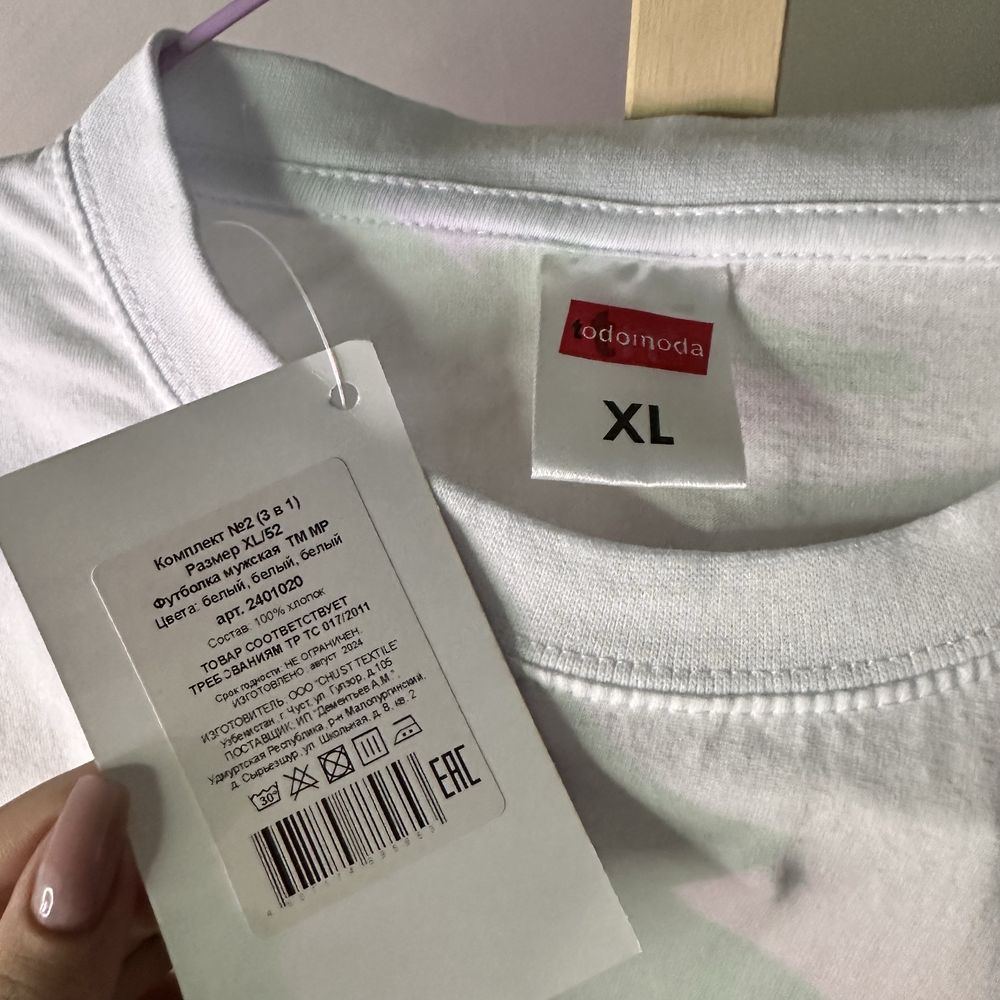 todomoda
XL
Комплект №2 (3 в 1)
Размер XL/52
Футболка мужская ТМ МР
Цвета: белый, белый, белый
арт. 2401020
Состав: 100% хлопок
ТОВАР СООТВЕТСТВУЕТ
ТРЕБОВАНИЯМ ТР ТС 017/2011
Срок годности: НЕ ОГРАНИЧЕН.
ИЗГОТОВЛЕНО: август 2024
ИЗГОТОВИТЕЛЬ: ООО "CHUST TEXTILE"
Узбекистан, г. Чуст, ул. Гулзор, д.105
ПОСТАВЩИК: ИП "Дементьев А.М.",
Удмуртская Республика, р-н Малопургинский,
д. Сырьезшур, ул. Школьная, д. 8, кв. 2
30°
EAC